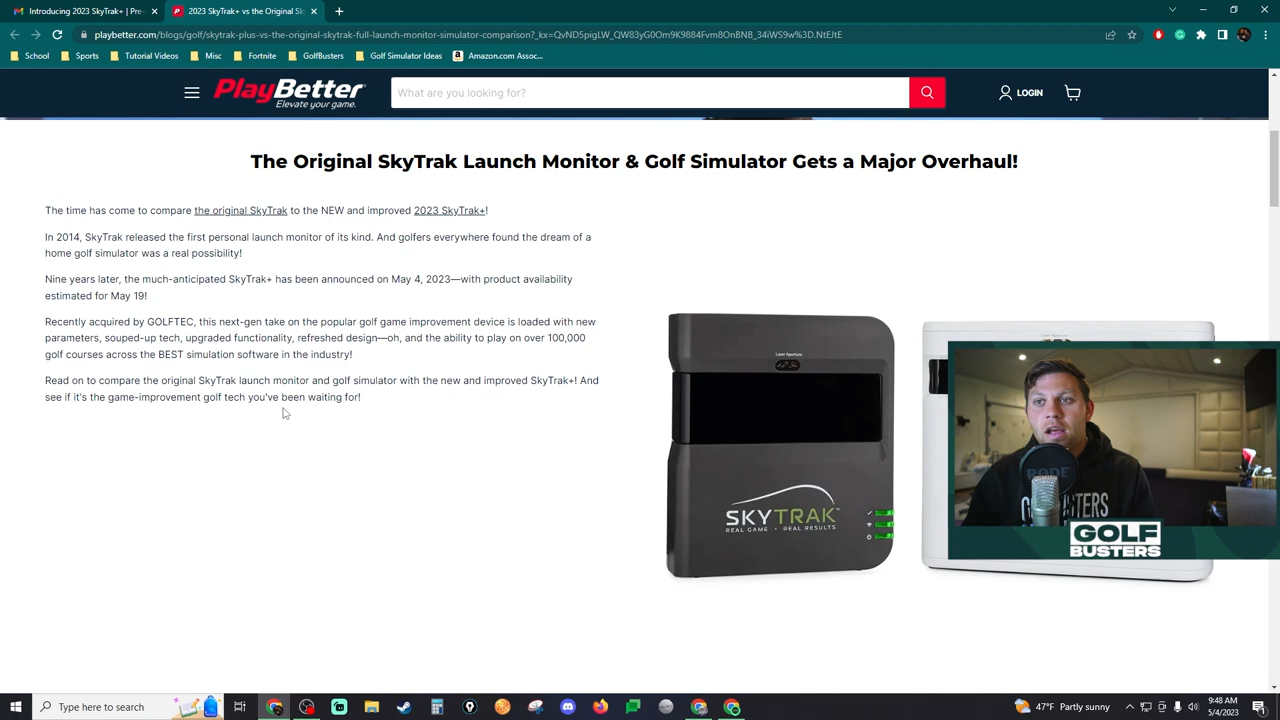 Introducing 2023 SkyTrak+ | Pre-
2023 SkyTrak+ vs the Original Sk
playbetter.com/blogs/golf/skytrak-plus-vs-the-original-skytrak-full-launch-monitor-simulator-comparison?_kx=QvND5pigLW_QW83yG0Om9K9884Fvm8OnBNB_34iWS9w%3D.NtEJtE
School Sports Tutorial Videos Misc Fortnite GolfBusters Golf Simulator Ideas Amazon.com Assoc...
PlayBetter
Elevate your game.
What are you looking for?
LOGIN
The Original SkyTrak Launch Monitor & Golf Simulator Gets a Major Overhaul!
The time has come to compare the original SkyTrak to the NEW and improved 2023 SkyTrak+!
In 2014, SkyTrak released the first personal launch monitor of its kind. And golfers everywhere found the dream of a
home golf simulator was a real possibility!
Nine years later, the much-anticipated SkyTrak+ has been announced on May 4, 2023—with product availability
estimated for May 19!
Recently acquired by GOLFTEC, this next-gen take on the popular golf game improvement device is loaded with new
parameters, souped-up tech, upgraded functionality, refreshed design—oh, and the ability to play on over 100,000
golf courses across the BEST simulation software in the industry!
Read on to compare the original SkyTrak launch monitor and golf simulator with the new and improved SkyTrak+! And
see if it's the game-improvement golf tech you've been waiting for!
Laser Aperture
SKYTRAK
REAL GAME • REAL RESULTS
RODE
GOLF
BUSTERS
Type here to search
47°F Partly sunny
9:48 AM
5/4/2023